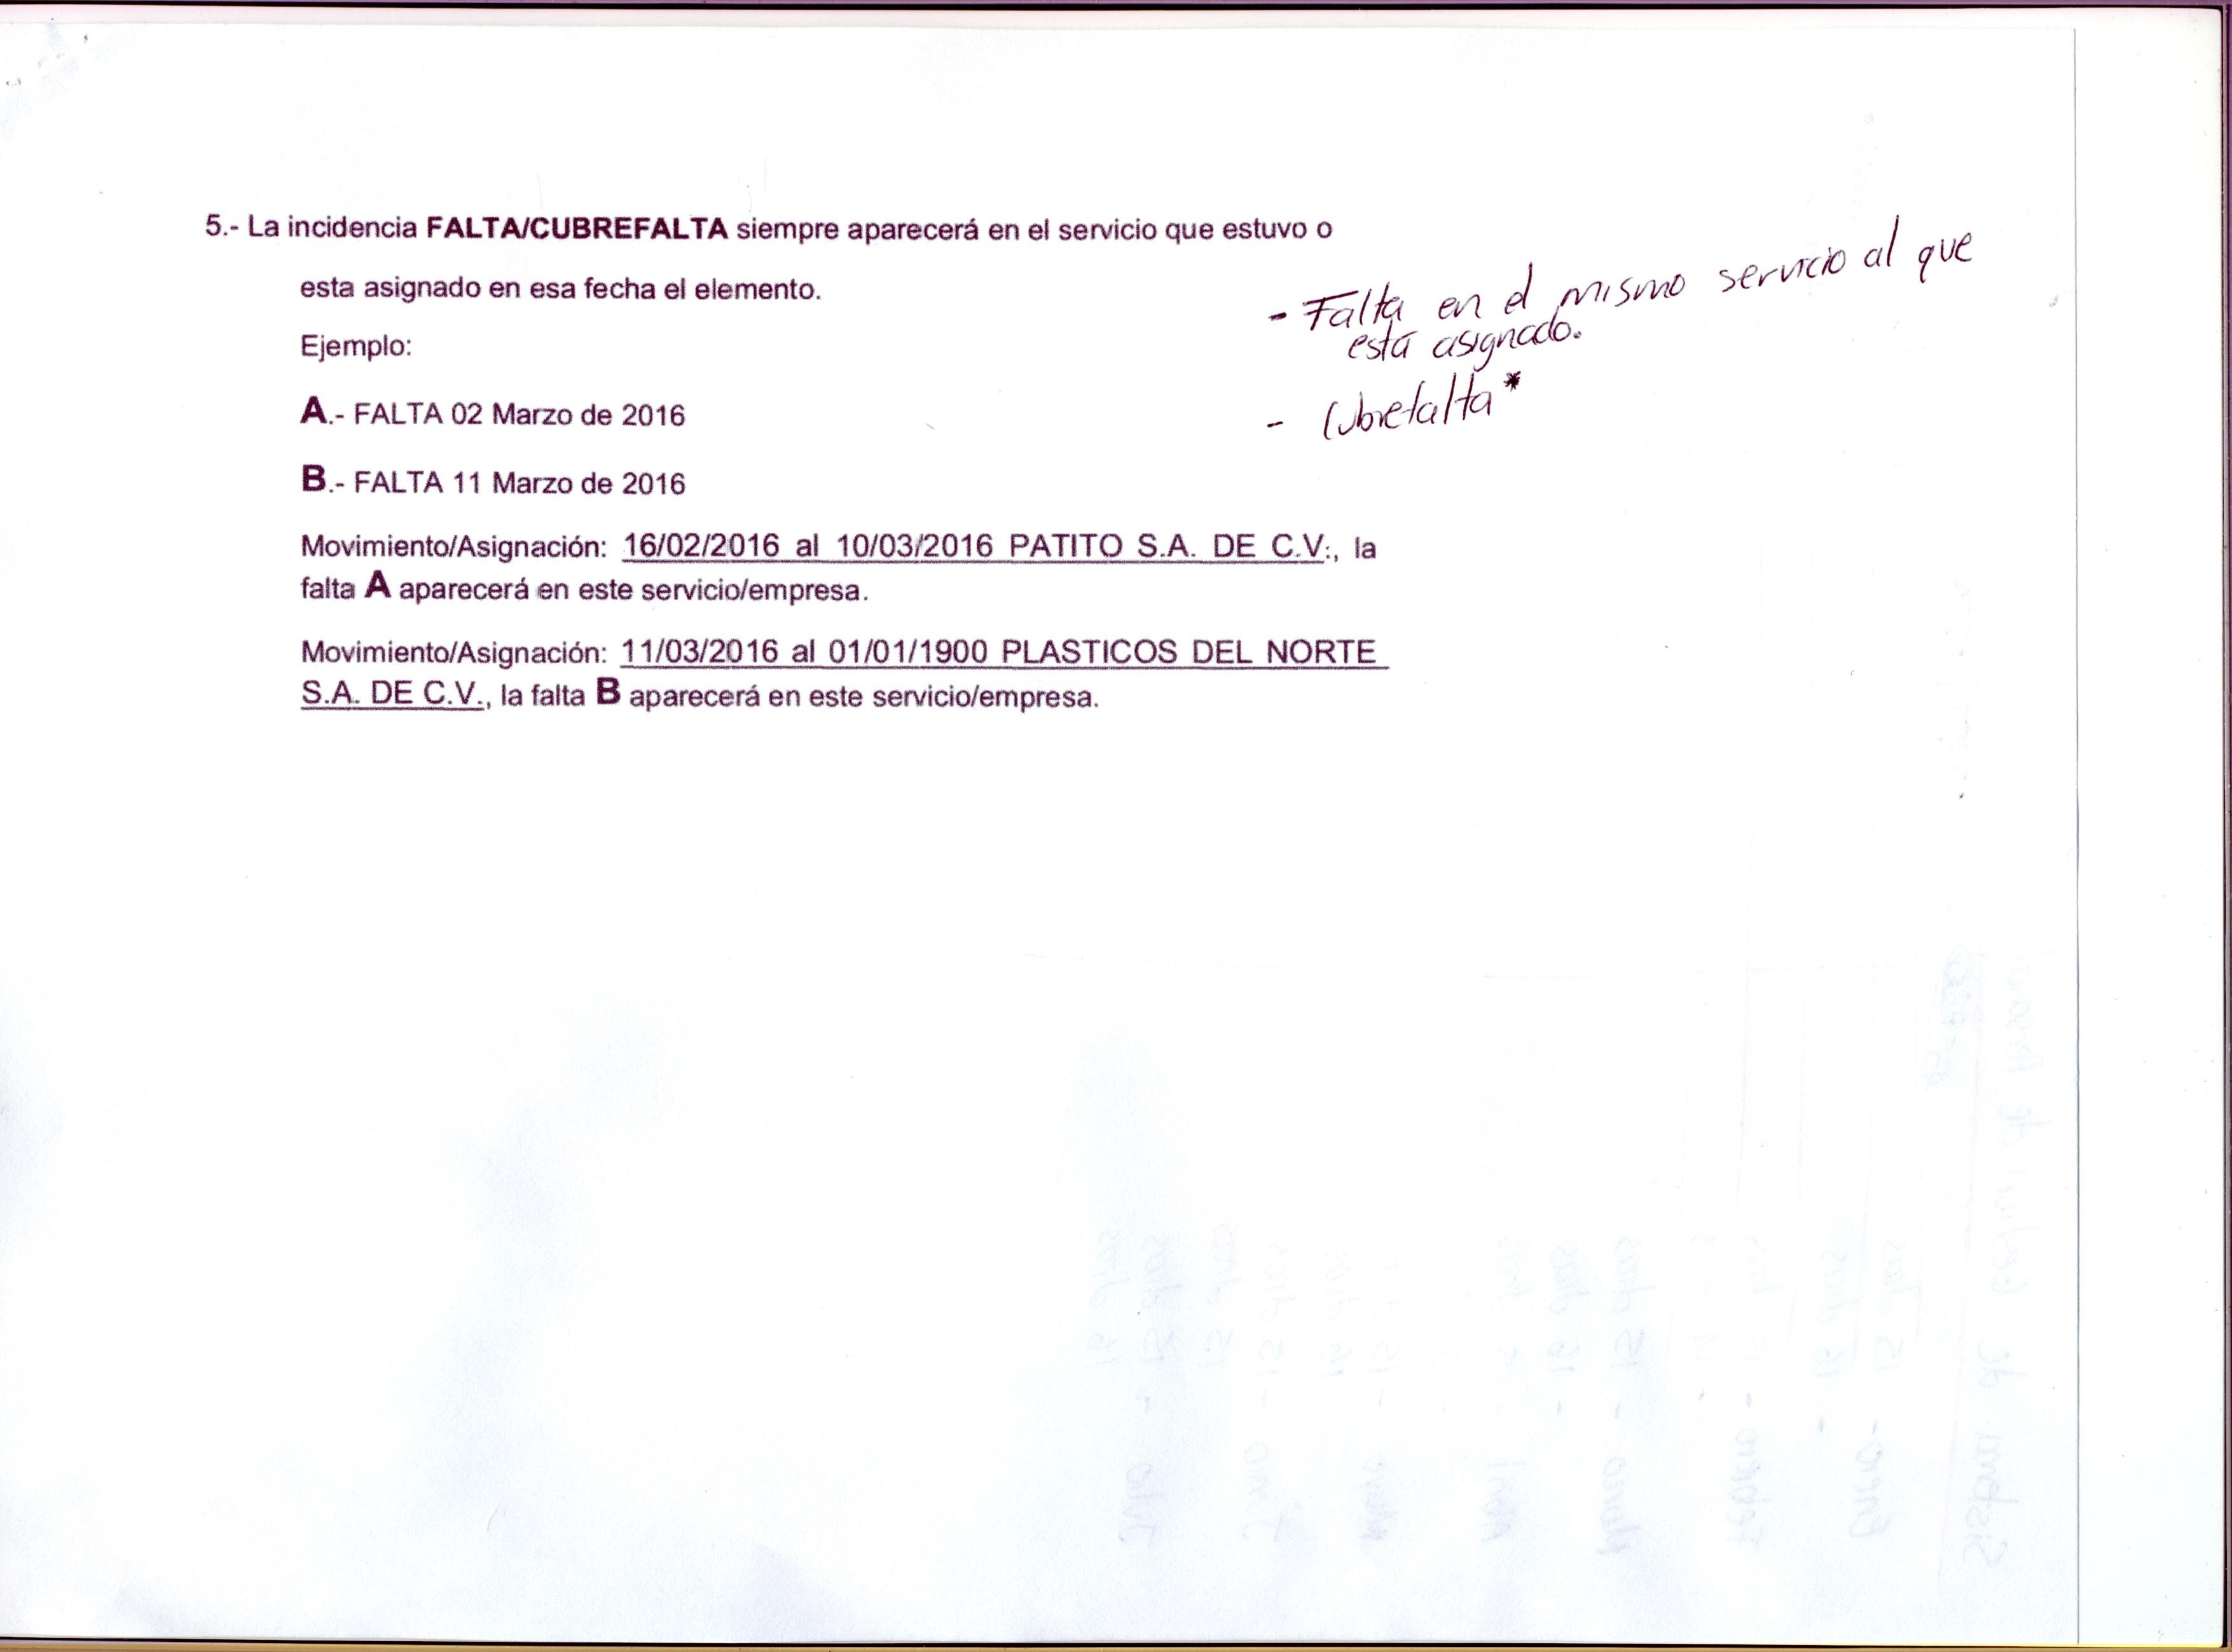 5.- La incidencia FALTA/CUBREFALTA siempre aparecerá en el servicio que estuvo o
esta asignado en esa fecha el elemento.
Ejemplo:
A.- FALTA 02 Marzo de 2016
B.- FALTA 11 Marzo de 2016
Movimiento/Asignación: 16/02/2016 al 10/03/2016 PATITO S.A. DE C.V:, la
falta A aparecerá en este servicio/empresa.
Movimiento/Asignación: 11/03/2016 al 01/01/1900 PLASTICOS DEL NORTE
S.A. DE C.V., la falta B aparecerá en este servicio/empresa.
- Falta en el mismo servicio al que
está asignado.
- Cubrefalta*